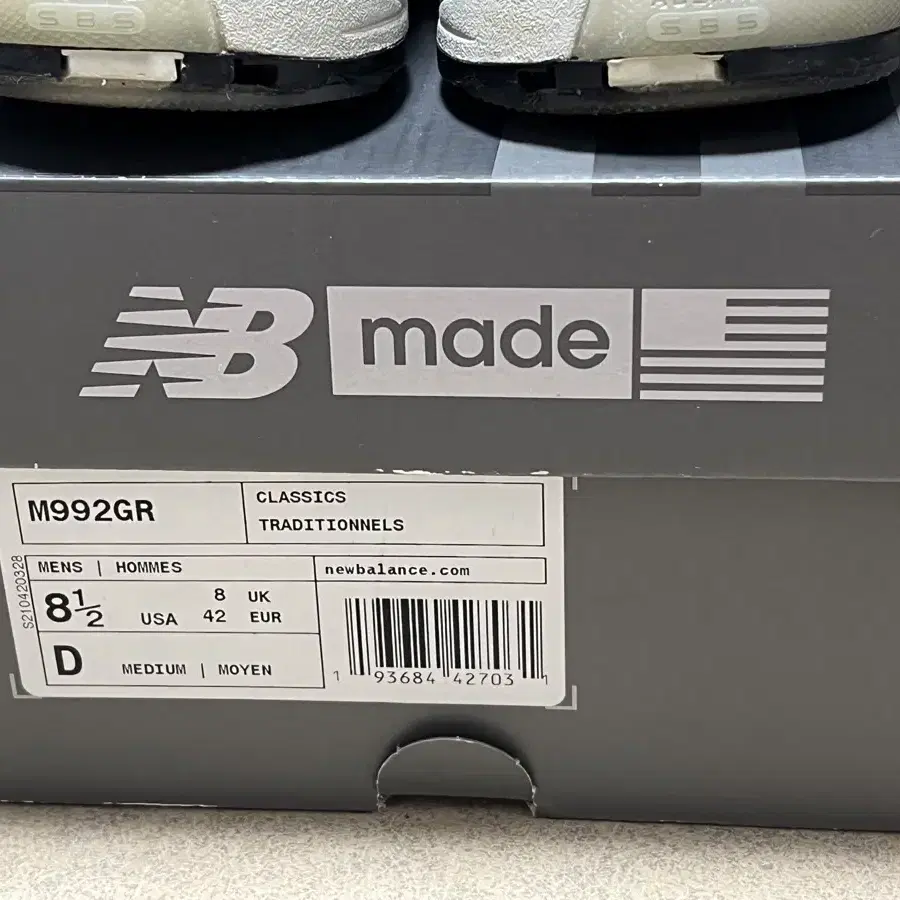 SBS
SBS
NB made
M992GR
CLASSICS
TRADITIONNELS
MENS | HOMMES
newbalance.com
8½ USA
8 UK
42 EUR
D MEDIUM | MOYEN
S210420328
1 93684 42703 1